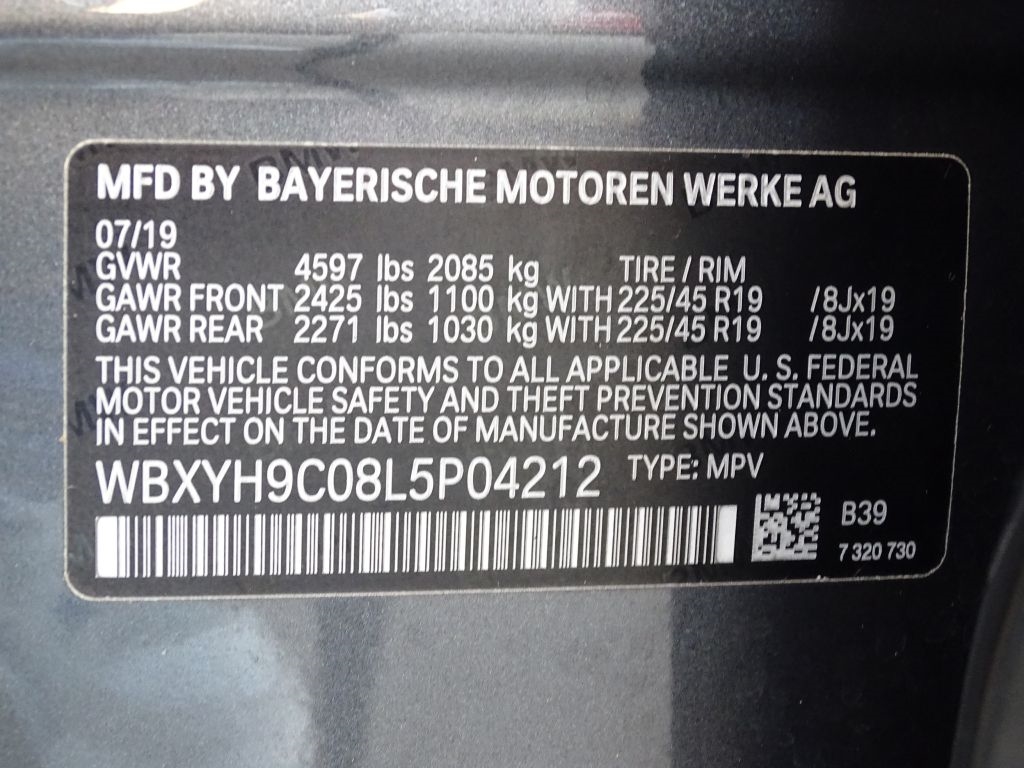 MFD BY BAYERISCHE MOTOREN WERKE AG
07/19
GVWR 4597 lbs 2085 kg TIRE / RIM
GAWR FRONT 2425 lbs 1100 kg WITH 225/45 R19 /8Jx19
GAWR REAR 2271 lbs 1030 kg WITH 225/45 R19 /8Jx19
THIS VEHICLE CONFORMS TO ALL APPLICABLE U. S. FEDERAL
MOTOR VEHICLE SAFETY AND THEFT PREVENTION STANDARDS
IN EFFECT ON THE DATE OF MANUFACTURE SHOWN ABOVE.
WBXYH9C08L5P04212 TYPE: MPV
B39
7 320 730